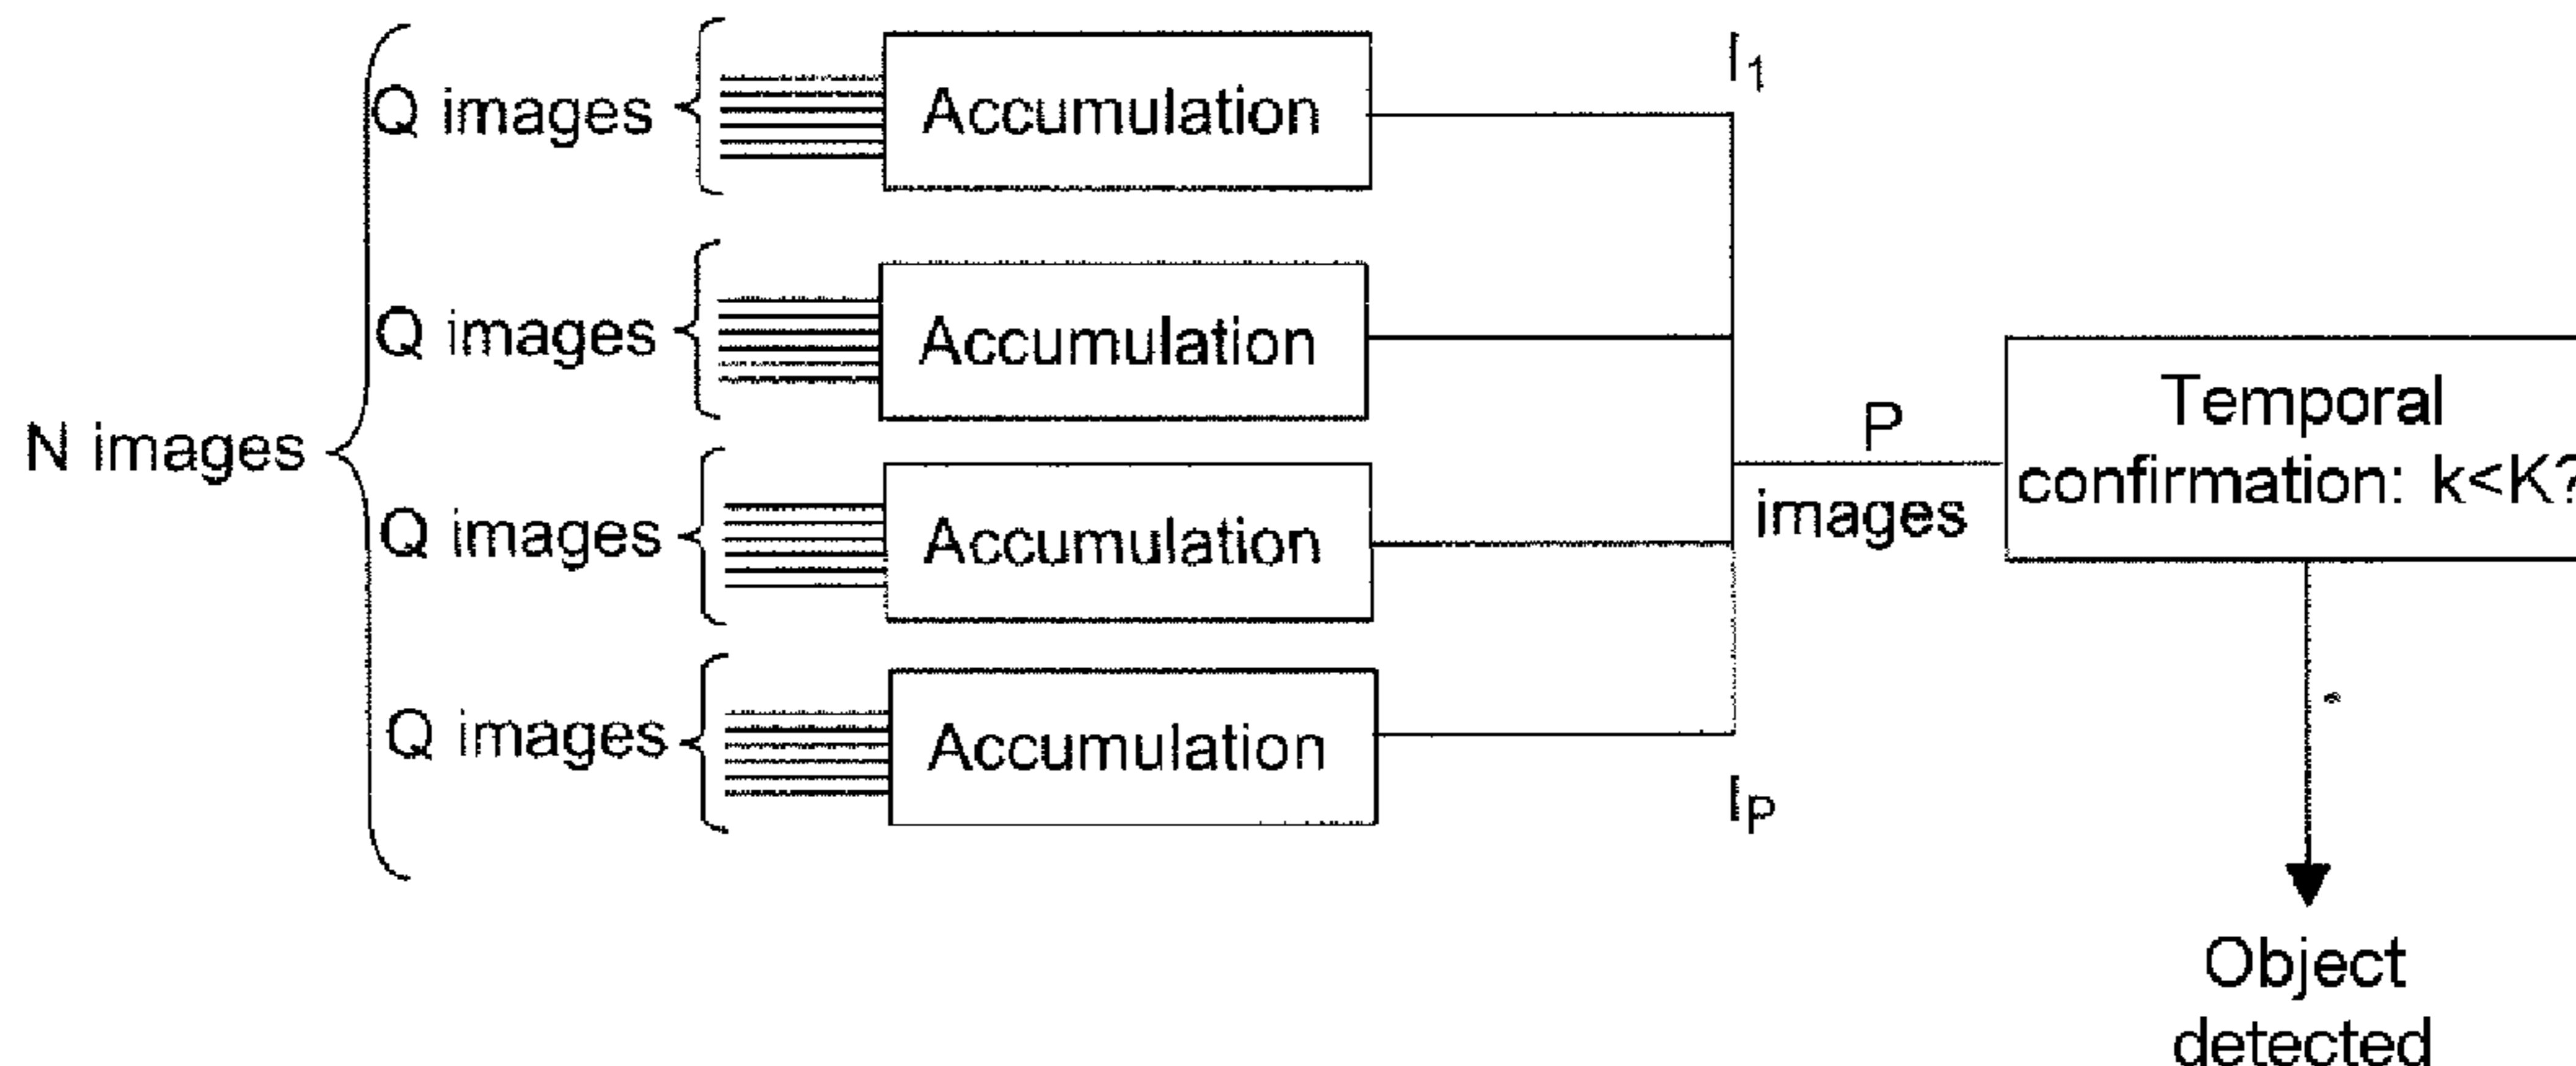 Q images
Accumulation
I1
Q images
Accumulation
N images
Q images
Accumulation
P
images
Temporal
confirmation: k<K?
Q images
Accumulation
IP
Object
detected